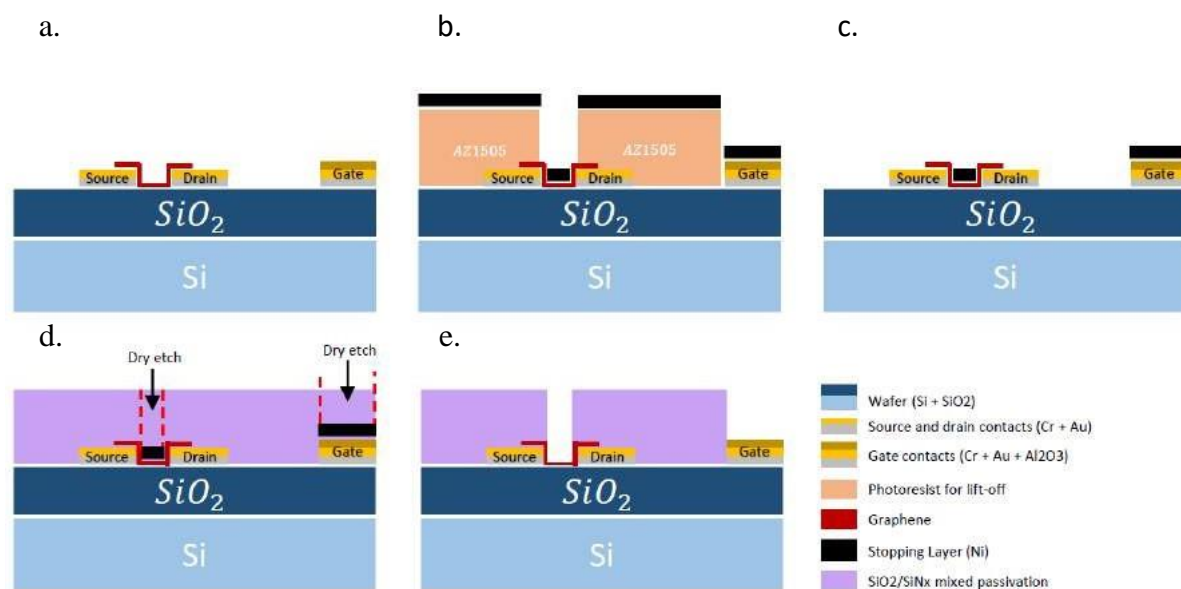 a.
b.
c.
Source
Drain
Gate
SiO2
Si
AZ1505
AZ1505
Source
Drain
Gate
SiO2
Si
Source
Drain
Gate
SiO2
Si
d.
e.
Dry etch
Dry etch
Source
Drain
Gate
SiO2
Si
Source
Drain
Gate
SiO2
Si
Wafer (Si + SiO2)
Source and drain contacts (Cr + Au)
Gate contacts (Cr + Au + Al2O3)
Photoresist for lift-off
Graphene
Stopping Layer (Ni)
SiO2/SiNx mixed passivation